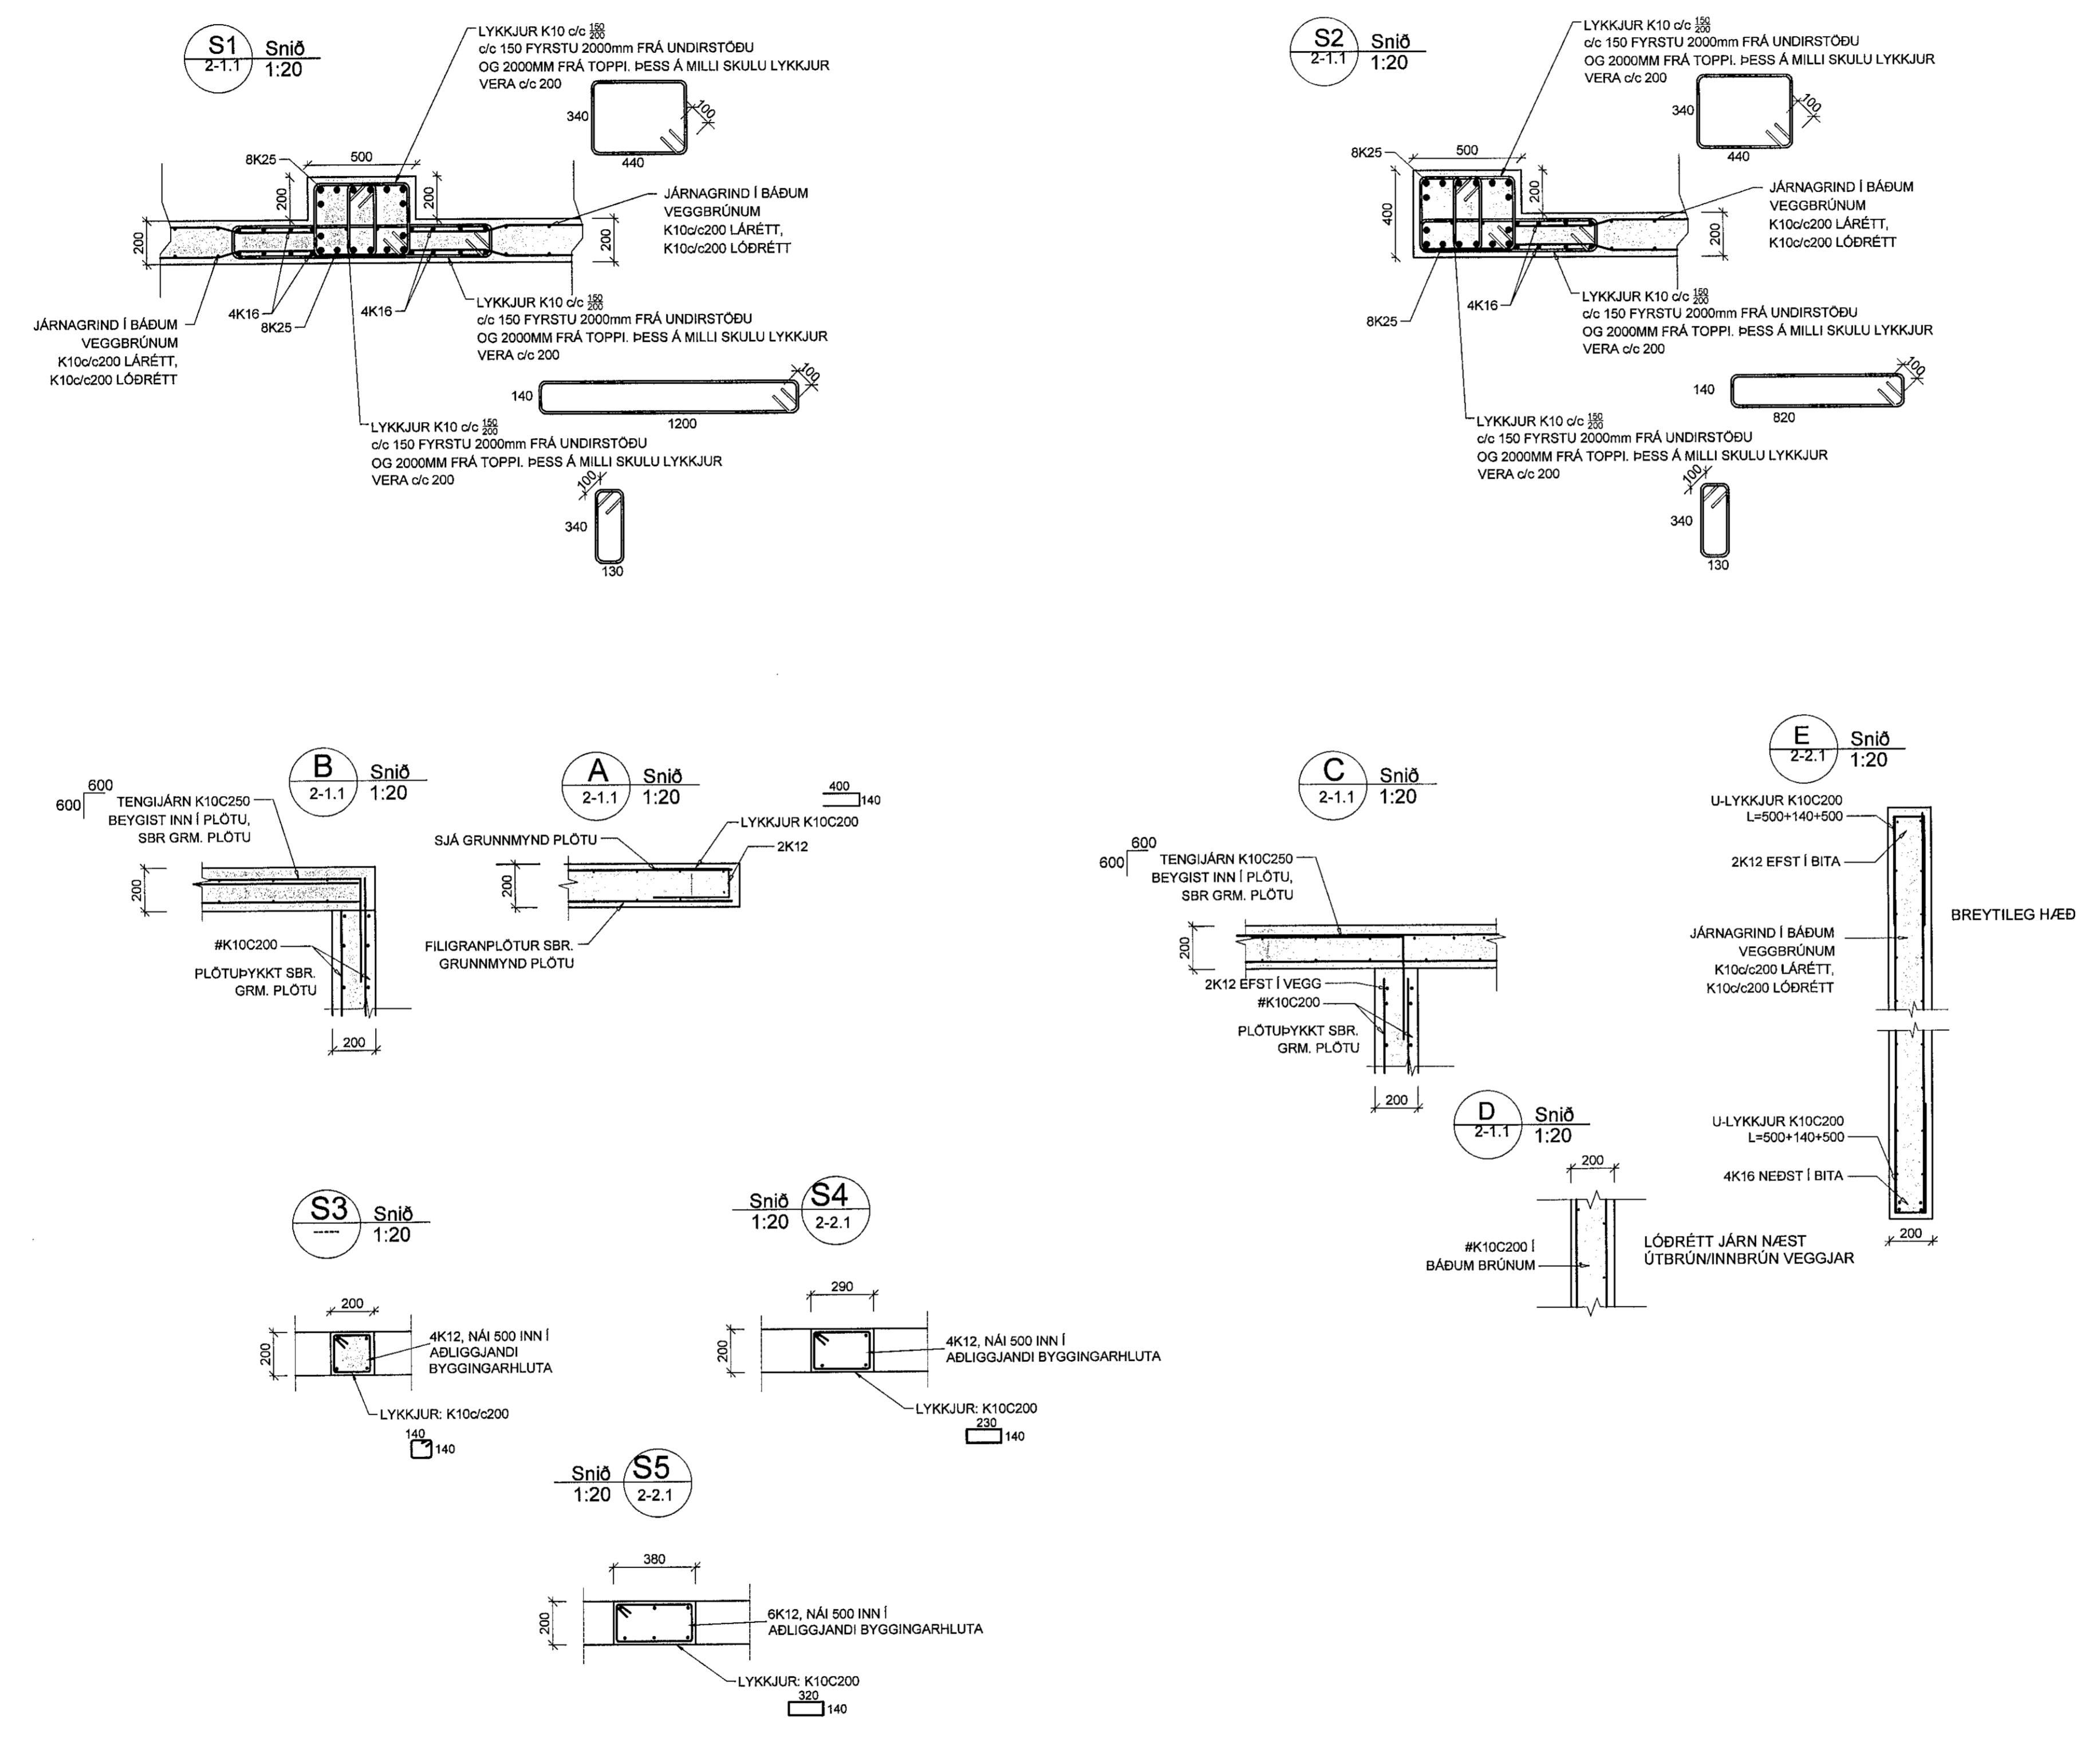 S1
2-1.1
Snið
1:20
LYKKJUR K10 c/c 150/200
c/c 150 FYRSTU 2000mm FRÁ UNDIRSTÖÐU
OG 2000MM FRÁ TOPPI. ÞESS Á MILLI SKULU LYKKJUR
VERA c/c 200
340
100
440
8K25
500
200
200
200
200
JÁRNAGRIND Í BÁÐUM
VEGGBRÚNUM
K10c/c200 LÁRÉTT,
K10c/c200 LÓÐRÉTT
4K16
8K25
4K16
JÁRNAGRIND Í BÁÐUM
VEGGBRÚNUM
K10c/c200 LÁRÉTT,
K10c/c200 LÓÐRÉTT
LYKKJUR K10 c/c 150/200
c/c 150 FYRSTU 2000mm FRÁ UNDIRSTÖÐU
OG 2000MM FRÁ TOPPI. ÞESS Á MILLI SKULU LYKKJUR
VERA c/c 200
140
100
1200
LYKKJUR K10 c/c 150/200
c/c 150 FYRSTU 2000mm FRÁ UNDIRSTÖÐU
OG 2000MM FRÁ TOPPI. ÞESS Á MILLI SKULU LYKKJUR
VERA c/c 200
100
340
130
S2
2-1.1
Snið
1:20
LYKKJUR K10 c/c 150/200
c/c 150 FYRSTU 2000mm FRÁ UNDIRSTÖÐU
OG 2000MM FRÁ TOPPI. ÞESS Á MILLI SKULU LYKKJUR
VERA c/c 200
340
100
440
8K25
500
400
200
200
JÁRNAGRIND Í BÁÐUM
VEGGBRÚNUM
K10c/c200 LÁRÉTT,
K10c/c200 LÓÐRÉTT
8K25
4K16
LYKKJUR K10 c/c 150/200
c/c 150 FYRSTU 2000mm FRÁ UNDIRSTÖÐU
OG 2000MM FRÁ TOPPI. ÞESS Á MILLI SKULU LYKKJUR
VERA c/c 200
140
100
820
LYKKJUR K10 c/c 150/200
c/c 150 FYRSTU 2000mm FRÁ UNDIRSTÖÐU
OG 2000MM FRÁ TOPPI. ÞESS Á MILLI SKULU LYKKJUR
VERA c/c 200
100
340
130
B
2-1.1
Snið
1:20
600
600
TENGIJÁRN K10C250
BEYGIST INN Í PLÖTU,
SBR GRM. PLÖTU
200
#K10C200
PLÖTUÞYKKT SBR.
GRM. PLÖTU
200
A
2-1.1
Snið
1:20
400
140
LYKKJUR K10C200
SJÁ GRUNNMYND PLÖTU
2K12
200
FILIGRANPLÖTUR SBR.
GRUNNMYND PLÖTU
C
2-1.1
Snið
1:20
600
600
TENGIJÁRN K10C250
BEYGIST INN Í PLÖTU,
SBR GRM. PLÖTU
200
2K12 EFST Í VEGG
#K10C200
PLÖTUÞYKKT SBR.
GRM. PLÖTU
200
E
2-2.1
Snið
1:20
U-LYKKJUR K10C200
L=500+140+500
2K12 EFST Í BITA
BREYTILEG HÆÐ
JÁRNAGRIND Í BÁÐUM
VEGGBRÚNUM
K10c/c200 LÁRÉTT,
K10c/c200 LÓÐRÉTT
U-LYKKJUR K10C200
L=500+140+500
4K16 NEÐST Í BITA
200
D
2-1.1
Snið
1:20
200
#K10C200 Í
BÁÐUM BRÚNUM
LÓÐRÉTT JÁRN NÆST
ÚTBRÚN/INNBRÚN VEGGJAR
S3
-----
Snið
1:20
200
200
4K12, NÁI 500 INN Í
AÐLIGGJANDI
BYGGINGARHLUTA
LYKKJUR: K10c/c200
140
140
Snið
1:20
S4
2-2.1
290
200
4K12, NÁI 500 INN Í
AÐLIGGJANDI BYGGINGARHLUTA
LYKKJUR: K10C200
230
140
Snið
1:20
S5
2-2.1
380
200
6K12, NÁI 500 INN Í
AÐLIGGJANDI BYGGINGARHLUTA
LYKKJUR: K10C200
320
140